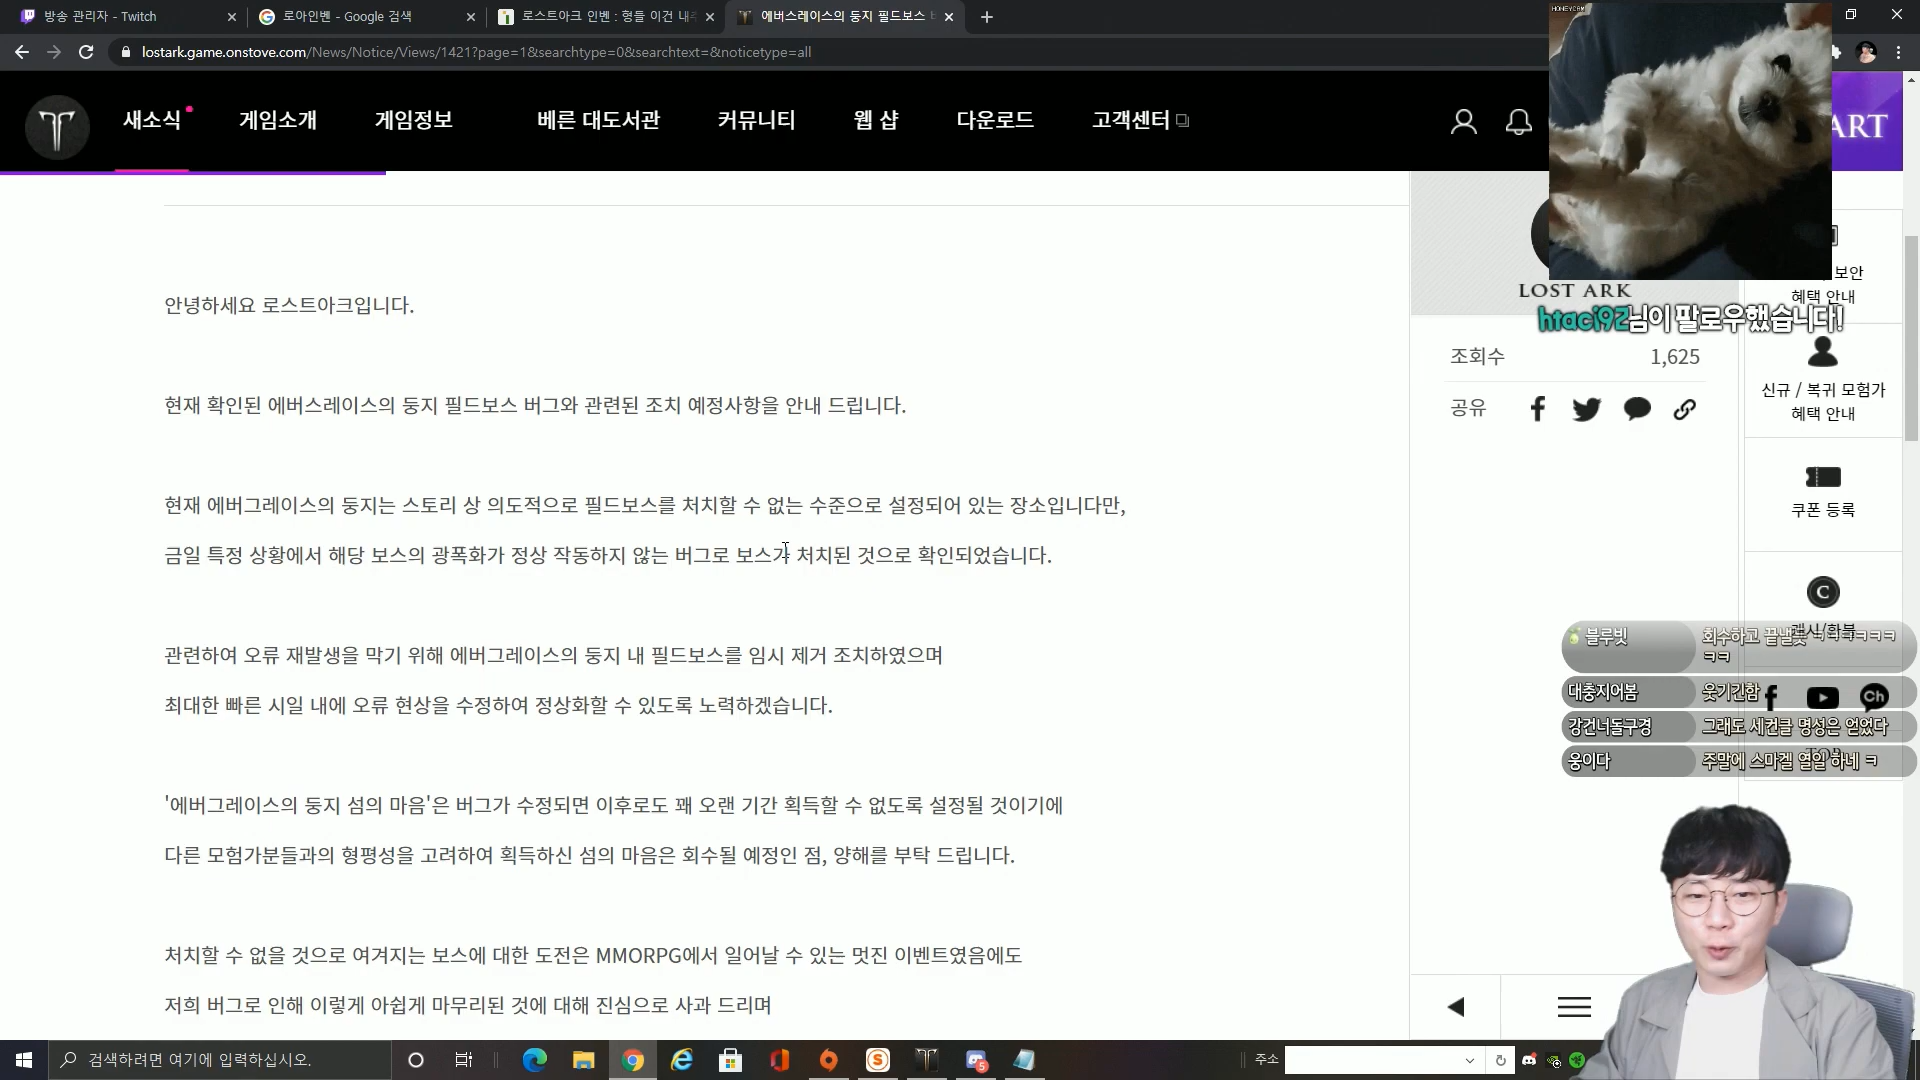 방송 관리자 - Twitch
로아인벤 - Google 검색
로스트아크 인벤 : 형들 이건 내
에버스레이스의 둥지 필드보스
HONEYCAM
lostark.game.onstove.com/News/Notice/Views/1421?page=1&searchtype=0&searchtext=&noticetype=all
새소식
게임소개
게임정보
베른 대도서관
커뮤니티
웹 샵
다운로드
고객센터
ART
안녕하세요 로스트아크입니다.
현재 확인된 에버스레이스의 둥지 필드보스 버그와 관련된 조치 예정사항을 안내 드립니다.
현재 에버그레이스의 둥지는 스토리 상 의도적으로 필드보스를 처치할 수 없는 수준으로 설정되어 있는 장소입니다만,
금일 특정 상황에서 해당 보스의 광폭화가 정상 작동하지 않는 버그로 보스가 처치된 것으로 확인되었습니다.
관련하여 오류 재발생을 막기 위해 에버그레이스의 둥지 내 필드보스를 임시 제거 조치하였으며
최대한 빠른 시일 내에 오류 현상을 수정하여 정상화할 수 있도록 노력하겠습니다.
'에버그레이스의 둥지 섬의 마음'은 버그가 수정되면 이후로도 꽤 오랜 기간 획득할 수 없도록 설정될 것이기에
다른 모험가분들과의 형평성을 고려하여 획득하신 섬의 마음은 회수될 예정인 점, 양해를 부탁 드립니다.
처치할 수 없을 것으로 여겨지는 보스에 대한 도전은 MMORPG에서 일어날 수 있는 멋진 이벤트였음에도
저희 버그로 인해 이렇게 아쉽게 마무리된 것에 대해 진심으로 사과 드리며
LOST ARK
htaci92님이 팔로우했습니다!
조회수 1,625
공유
보안
혜택 안내
신규 / 복귀 모험가
혜택 안내
쿠폰 등록
C
블루빗 회수하고 끝낼듯 ㅋㅋㅋㅋㅋ
ㅋㅋ
대충지어봄 웃기긴함
Ch
강건너돌구경 그래도 세컨클 명성은 얻었다
TOP
웅이다 주말에 스마겔 열일 하네 ㅋ
검색하려면 여기에 입력하십시오.
주소